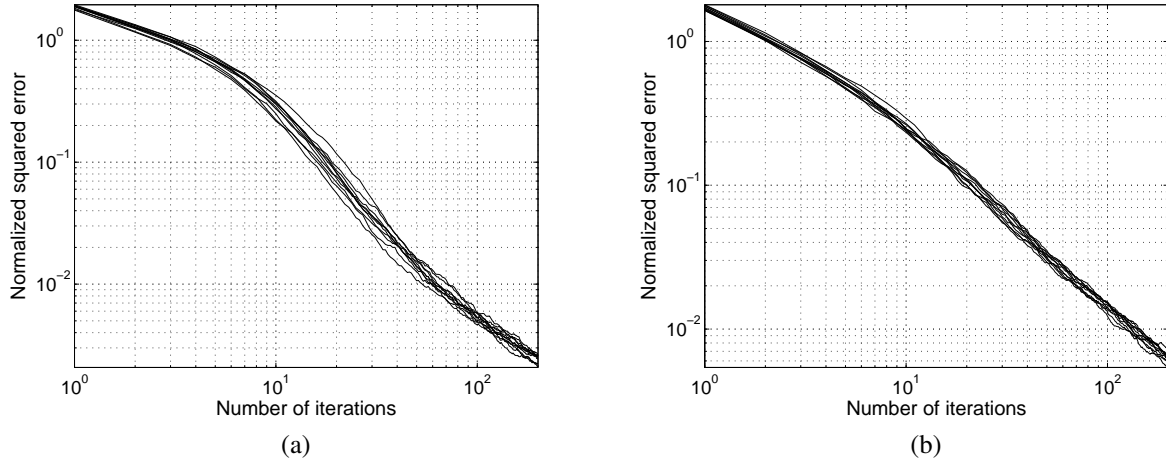 10^0
10^-1
10^-2
Normalized squared error
10^0
10^1
10^2
Number of iterations
(a)
10^0
10^-1
10^-2
Normalized squared error
10^0
10^1
10^2
Number of iterations
(b)